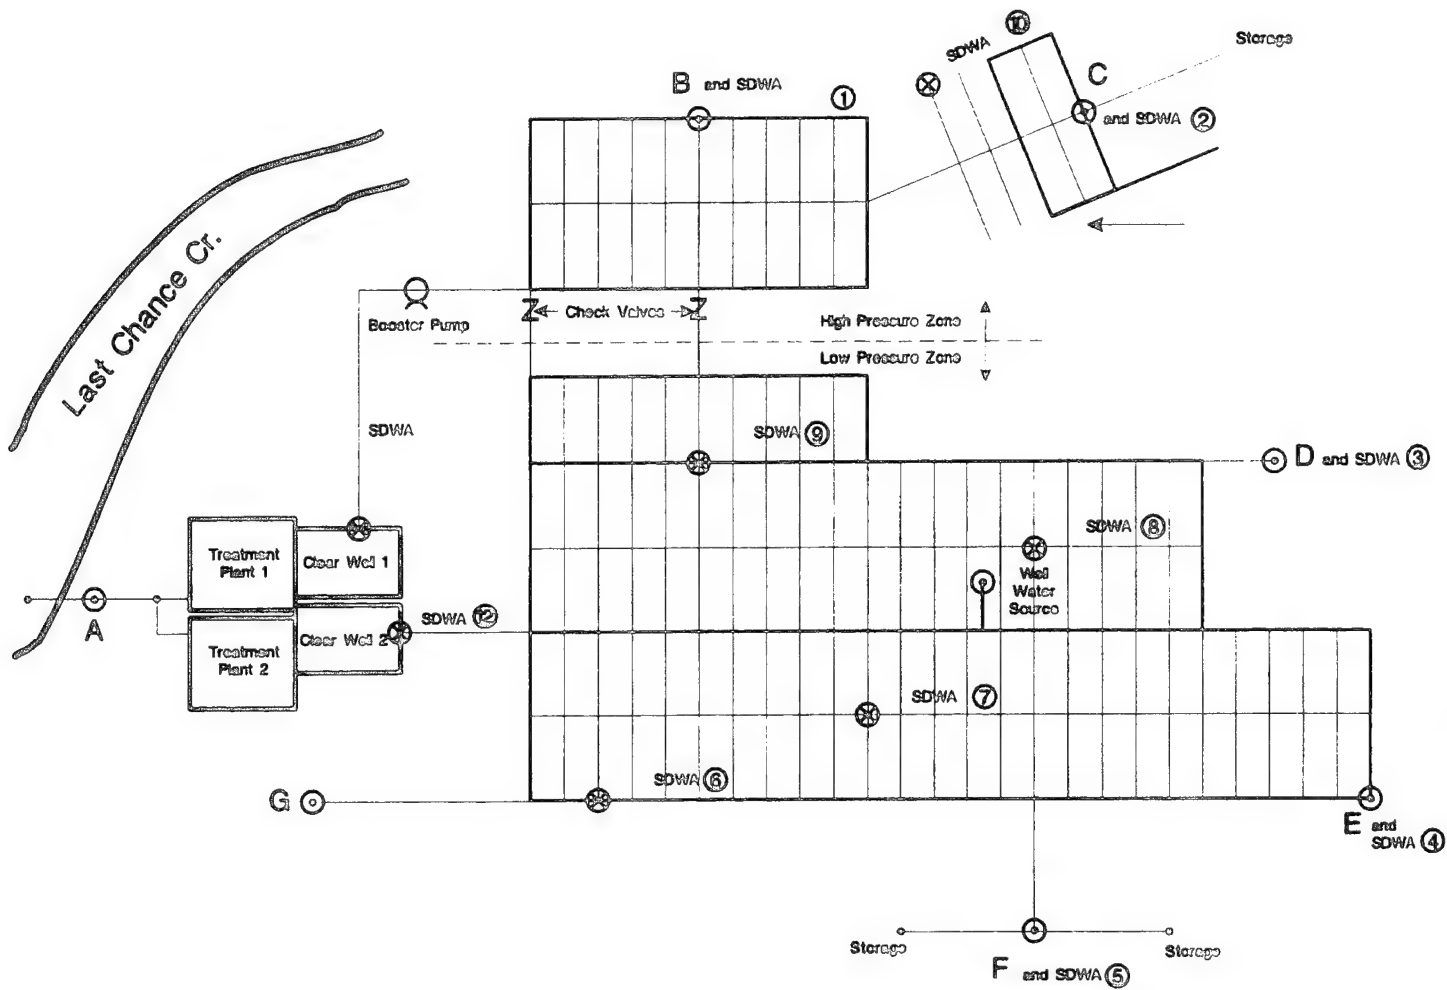 SDWA ⑩
Storage
C
B and SDWA ①
and SDWA ②
Last Chance Cr.
Check Valves
Booster Pump
High Pressure Zone
Low Pressure Zone
SDWA
SDWA ⑨
D and SDWA ③
SDWA ⑧
Treatment
Plant 1
Clear Well 1
Well
Water
Source
A
SDWA ⑫
Treatment
Plant 2
Clear Well 2
SDWA ⑦
SDWA ⑥
G
E and
SDWA ④
Storage
Storage
F and SDWA ⑤